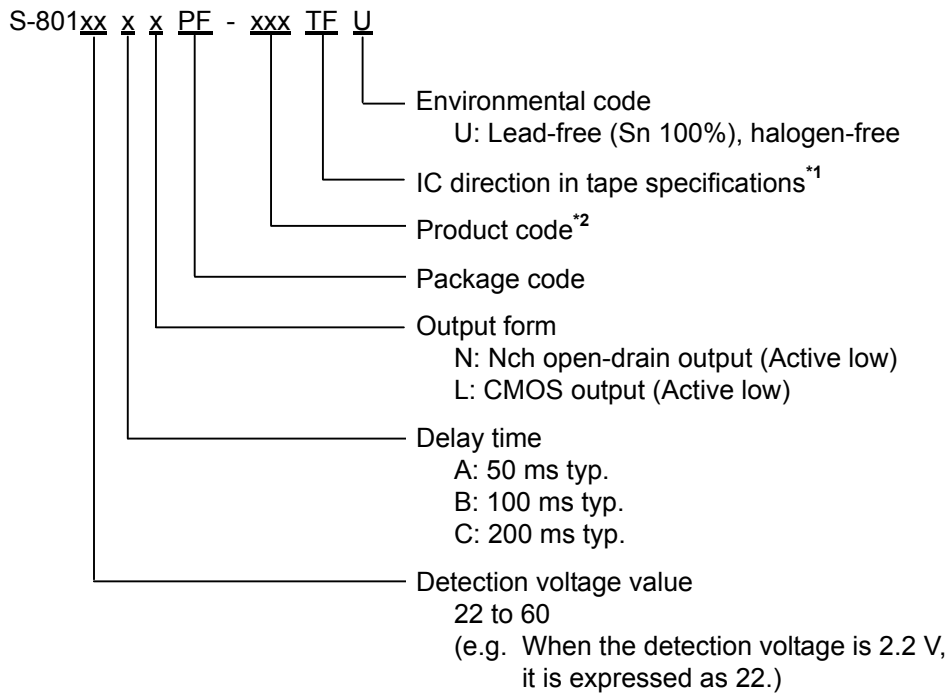 S-801xx x x PF - xxx TF U
Environmental code
U: Lead-free (Sn 100%), halogen-free
IC direction in tape specifications*1
Product code*2
Package code
Output form
N: Nch open-drain output (Active low)
L: CMOS output (Active low)
Delay time
A: 50 ms typ.
B: 100 ms typ.
C: 200 ms typ.
Detection voltage value
22 to 60
(e.g. When the detection voltage is 2.2 V,
it is expressed as 22.)